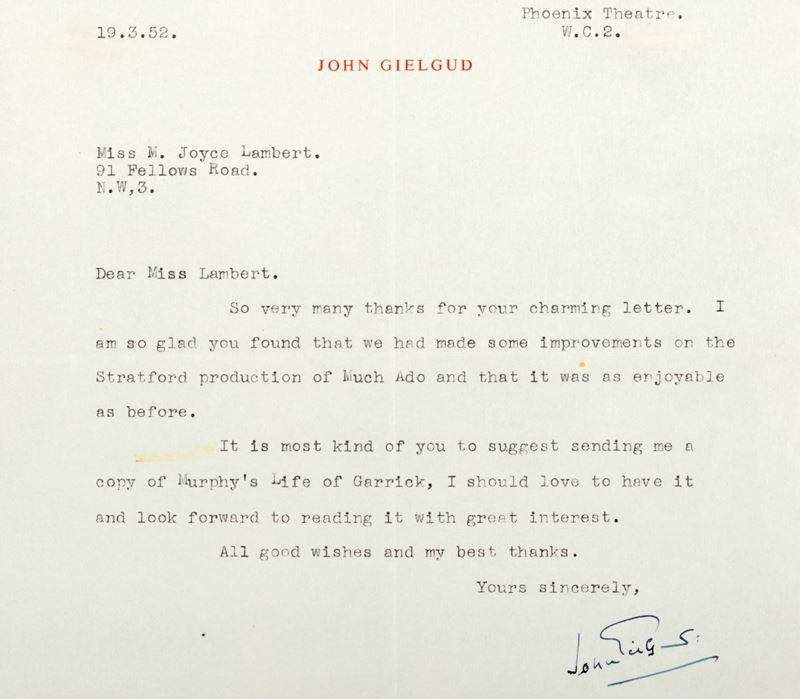 Phoenix Theatre.
19.3.52. W.C.2.
JOHN GIELGUD
Miss M. Joyce Lambert.
91 Fellows Road.
N.W,3.
Dear Miss Lambert.
So very many thanks for your charming letter. I
am so glad you found that we had made some improvements on the
Stratford production of Much Ado and that it was as enjoyable
as before.
It is most kind of you to suggest sending me a
copy of Murphy's Life of Garrick, I should love to have it
and look forward to reading it with great interest.
All good wishes and my best thanks.
Yours sincerely,
John Gielgud